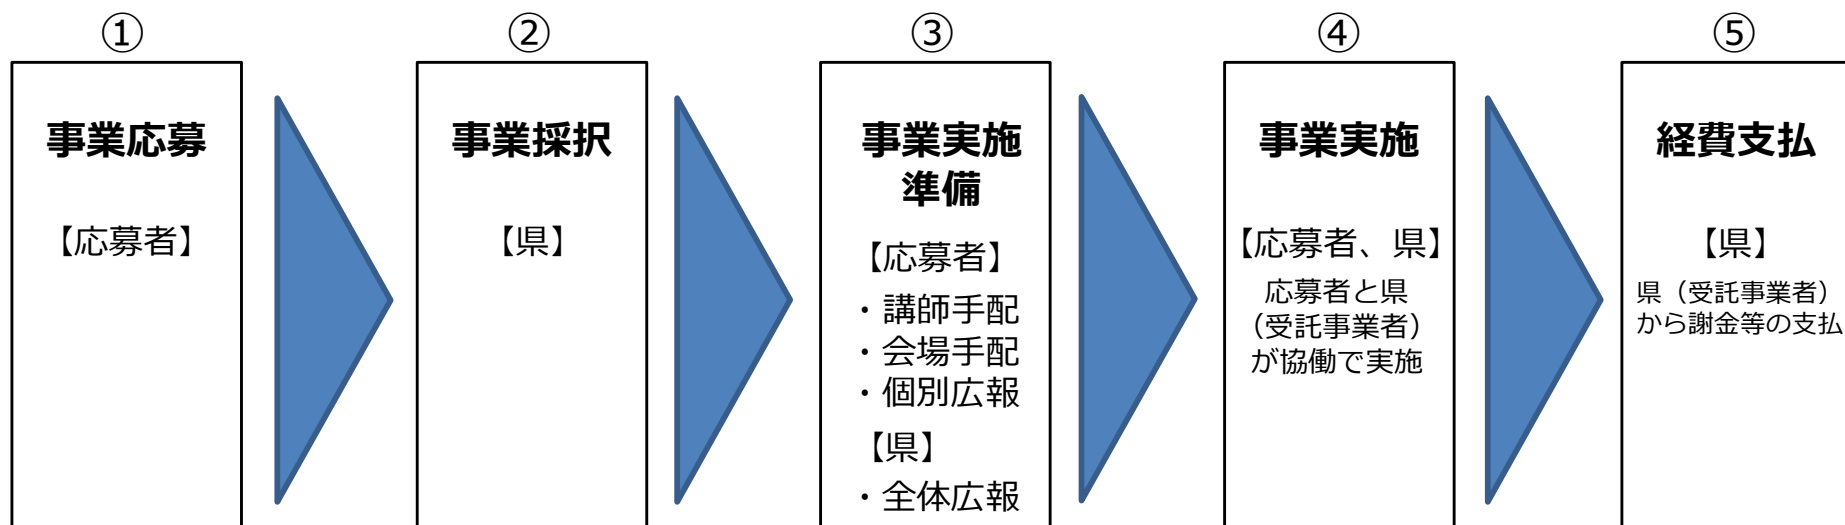 ①
事業応募
【応募者】
②
事業採択
【県】
③
事業実施
準備
【応募者】
・講師手配
・会場手配
・個別広報
【県】
・全体広報
④
事業実施
【応募者、県】
応募者と県
（受託事業者）
が協働で実施
⑤
経費支払
【県】
県（受託事業者）
から謝金等の支払